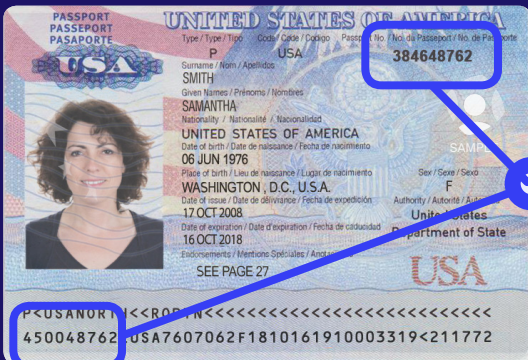 PASSPORT
PASSEPORT
PASAPORTE
USA
UNITED STATES OF AMERICA
Type / Type / Tipo Code / Code / Codigo Passport No. / No. du Passeport / No. de Pasaporte
P USA 384648762
Surname / Nom / Apellidos
SMITH
Given Names / Prénoms / Nombres
SAMANTHA
Nationality / Nationalité / Nacionalidad
UNITED STATES OF AMERICA
Date of birth / Date de naissance / Fecha de nacimiento
06 JUN 1976
Place of birth / Lieu de naissance / Lugar de nacimiento Sex / Sexe / Sexo
WASHINGTON, D.C., U.S.A. F
Date of issue / Date de délivrance / Fecha de expedición Authority / Autorité /
17 OCT 2008 United States
Date of expiration / Date d'expiration / Fecha de caducidad Department of State
16 OCT 2018
Endorsements / Mentions Spéciales /
SEE PAGE 27
USA
450048762 USA7607062F1810161910003319<211772